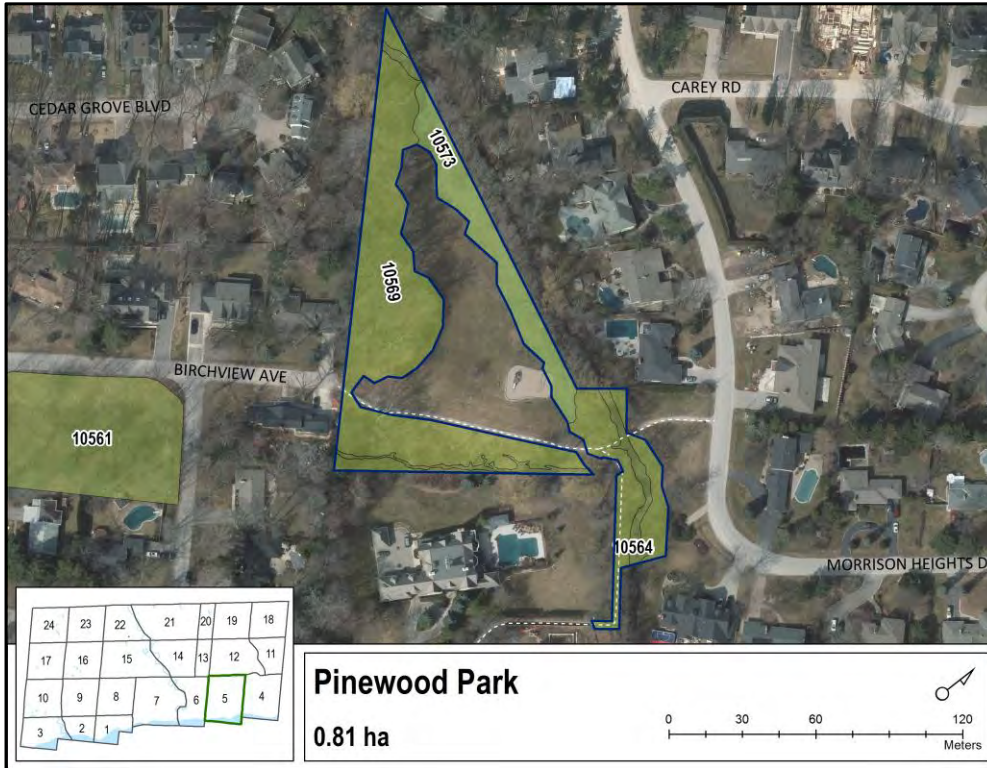 CEDAR GROVE BLVD
CAREY RD
10573
10569
BIRCHVIEW AVE
10561
10564
MORRISON HEIGHTS D
24 23 22 21 20 19 18
17 16 15 14 13 12 11
10 9 8 7 6 5 4
3 2 1
Pinewood Park
0.81 ha
0 30 60 120
Meters